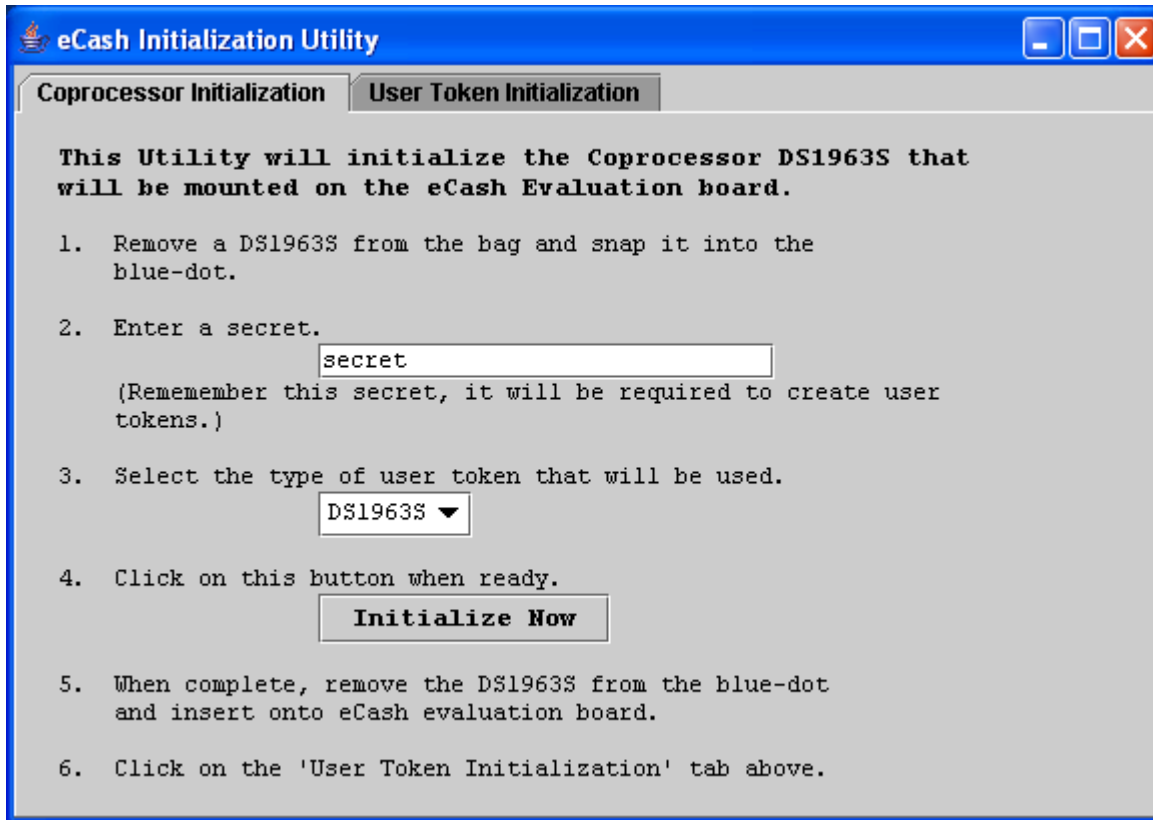 eCash Initialization Utility
Coprocessor Initialization
User Token Initialization
This Utility will initialize the Coprocessor DS1963S that
will be mounted on the eCash Evaluation board.
1. Remove a DS1963S from the bag and snap it into the
blue-dot.
2. Enter a secret.
secret
(Rememember this secret, it will be required to create user
tokens.)
3. Select the type of user token that will be used.
DS1963S
4. Click on this button when ready.
Initialize Now
5. When complete, remove the DS1963S from the blue-dot
and insert onto eCash evaluation board.
6. Click on the 'User Token Initialization' tab above.